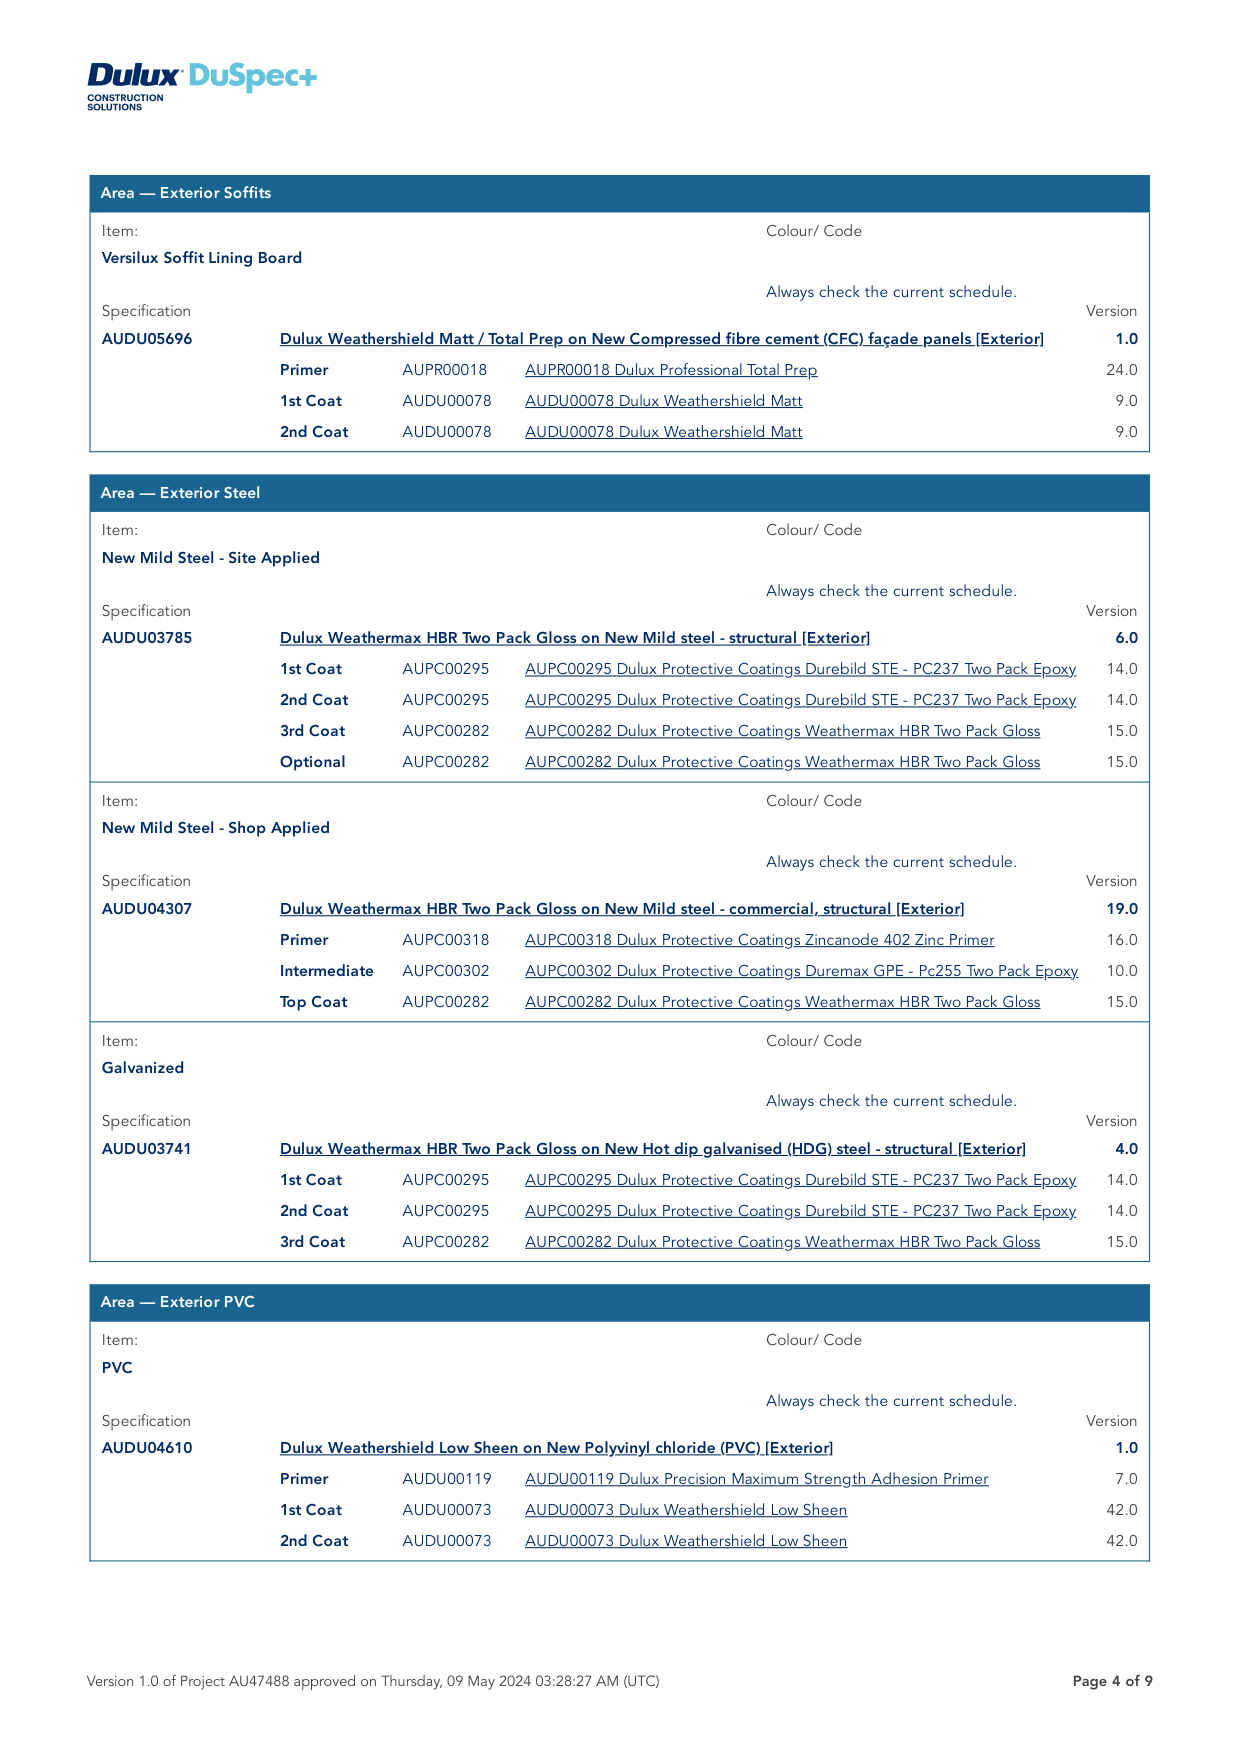 Dulux DuSpec+
CONSTRUCTION
SOLUTIONS
Area — Exterior Soffits
Item: Colour/ Code
Versilux Soffit Lining Board
Always check the current schedule.
Specification Version
AUDU05696 Dulux Weathershield Matt / Total Prep on New Compressed fibre cement (CFC) façade panels [Exterior] 1.0
Primer AUPR00018 AUPR00018 Dulux Professional Total Prep 24.0
1st Coat AUDU00078 AUDU00078 Dulux Weathershield Matt 9.0
2nd Coat AUDU00078 AUDU00078 Dulux Weathershield Matt 9.0
Area — Exterior Steel
Item: Colour/ Code
New Mild Steel - Site Applied
Always check the current schedule.
Specification Version
AUDU03785 Dulux Weathermax HBR Two Pack Gloss on New Mild steel - structural [Exterior] 6.0
1st Coat AUPC00295 AUPC00295 Dulux Protective Coatings Durebild STE - PC237 Two Pack Epoxy 14.0
2nd Coat AUPC00295 AUPC00295 Dulux Protective Coatings Durebild STE - PC237 Two Pack Epoxy 14.0
3rd Coat AUPC00282 AUPC00282 Dulux Protective Coatings Weathermax HBR Two Pack Gloss 15.0
Optional AUPC00282 AUPC00282 Dulux Protective Coatings Weathermax HBR Two Pack Gloss 15.0
Item: Colour/ Code
New Mild Steel - Shop Applied
Always check the current schedule.
Specification Version
AUDU04307 Dulux Weathermax HBR Two Pack Gloss on New Mild steel - commercial, structural [Exterior] 19.0
Primer AUPC00318 AUPC00318 Dulux Protective Coatings Zincanode 402 Zinc Primer 16.0
Intermediate AUPC00302 AUPC00302 Dulux Protective Coatings Duremax GPE - Pc255 Two Pack Epoxy 10.0
Top Coat AUPC00282 AUPC00282 Dulux Protective Coatings Weathermax HBR Two Pack Gloss 15.0
Item: Colour/ Code
Galvanized
Always check the current schedule.
Specification Version
AUDU03741 Dulux Weathermax HBR Two Pack Gloss on New Hot dip galvanised (HDG) steel - structural [Exterior] 4.0
1st Coat AUPC00295 AUPC00295 Dulux Protective Coatings Durebild STE - PC237 Two Pack Epoxy 14.0
2nd Coat AUPC00295 AUPC00295 Dulux Protective Coatings Durebild STE - PC237 Two Pack Epoxy 14.0
3rd Coat AUPC00282 AUPC00282 Dulux Protective Coatings Weathermax HBR Two Pack Gloss 15.0
Area — Exterior PVC
Item: Colour/ Code
PVC
Always check the current schedule.
Specification Version
AUDU04610 Dulux Weathershield Low Sheen on New Polyvinyl chloride (PVC) [Exterior] 1.0
Primer AUDU00119 AUDU00119 Dulux Precision Maximum Strength Adhesion Primer 7.0
1st Coat AUDU00073 AUDU00073 Dulux Weathershield Low Sheen 42.0
2nd Coat AUDU00073 AUDU00073 Dulux Weathershield Low Sheen 42.0
Version 1.0 of Project AU47488 approved on Thursday, 09 May 2024 03:28:27 AM (UTC) Page 4 of 9